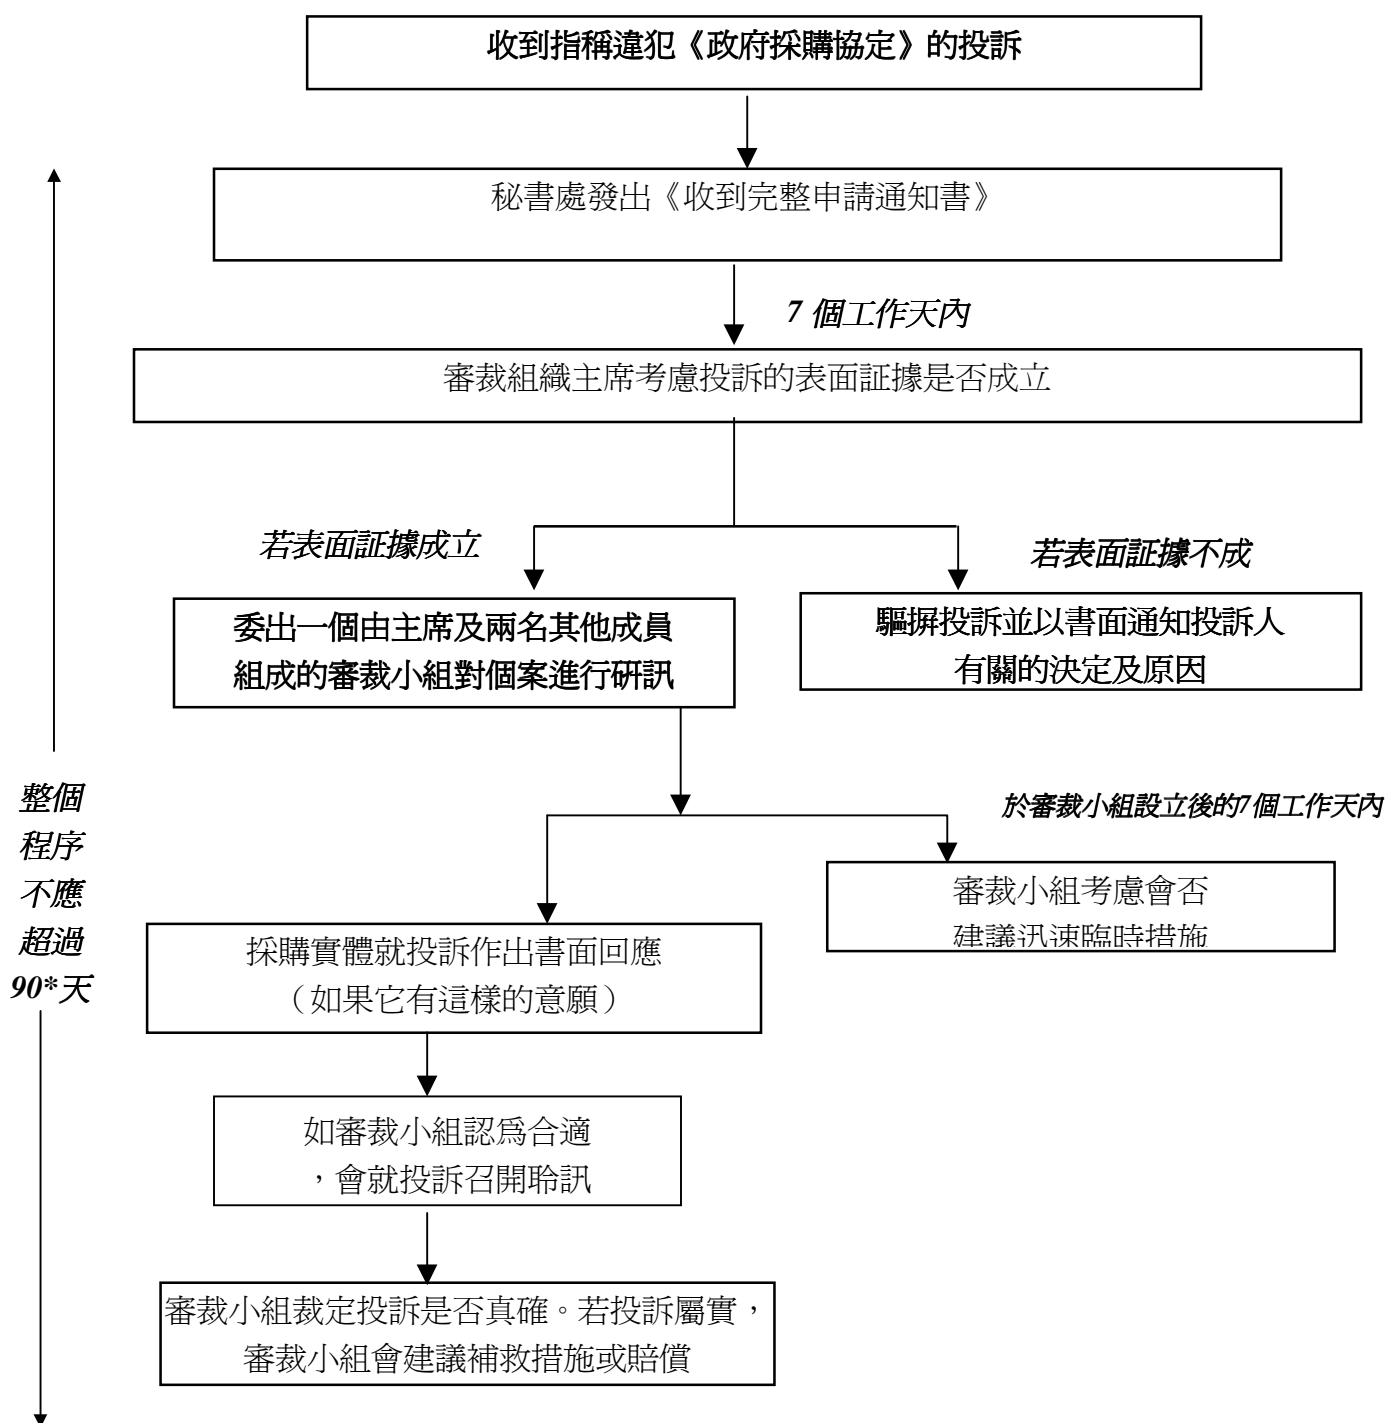 收到指稱違犯《政府採購協定》的投訴
秘書處發出《收到完整申請通知書》
7 個工作天內
審裁組織主席考慮投訴的表面証據是否成立
若表面証據成立
若表面証據不成
委出一個由主席及兩名其他成員
組成的審裁小組對個案進行研訊
驅摒投訴並以書面通知投訴人
有關的決定及原因
整個
程序
不應
超過
90*天
於審裁小組設立後的7個工作天內
審裁小組考慮會否
建議迅速臨時措施
採購實體就投訴作出書面回應
（如果它有這樣的意願）
如審裁小組認爲合適
，會就投訴召開聆訊
審裁小組裁定投訴是否真確。若投訴屬實，
審裁小組會建議補救措施或賠償